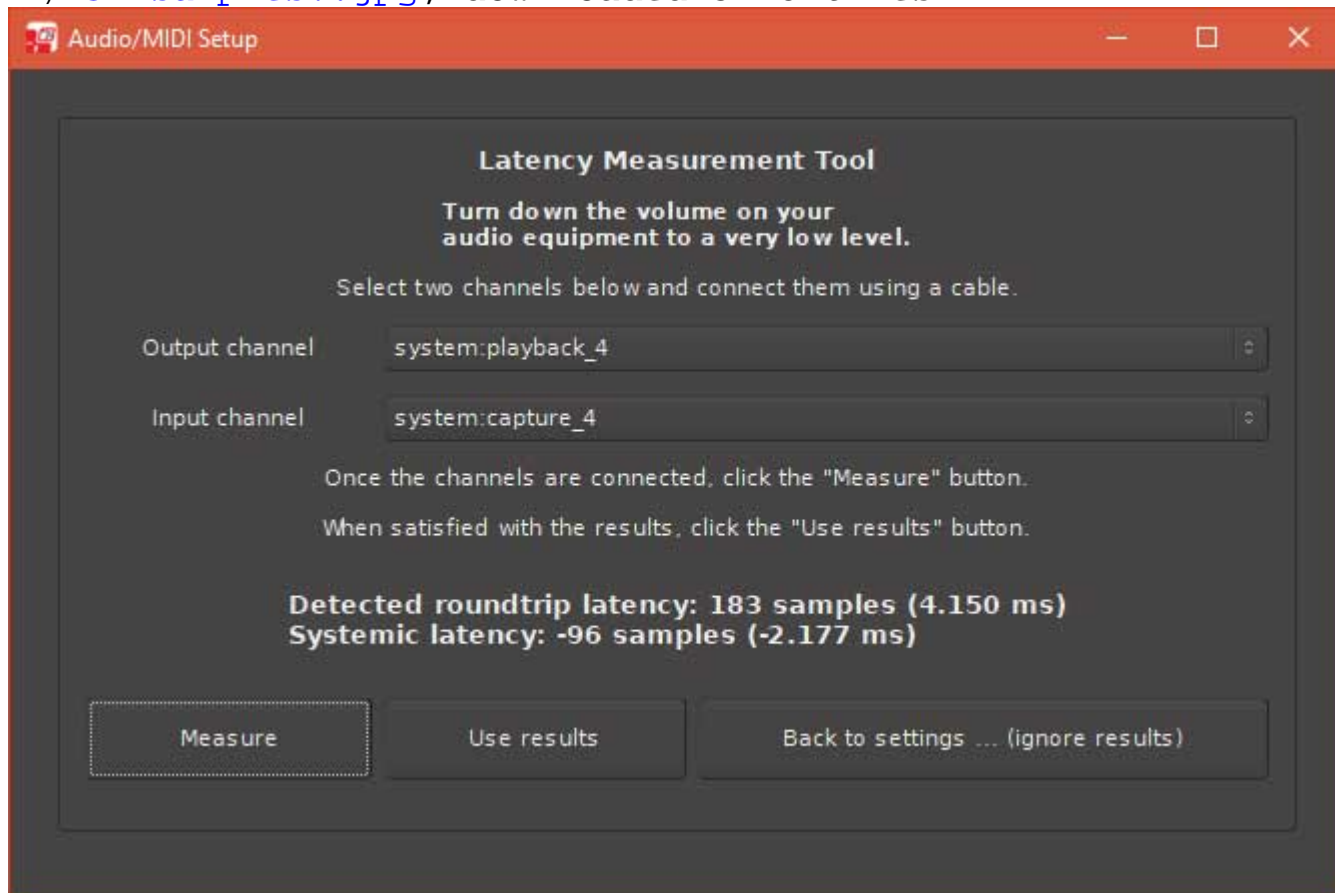 Audio/MIDI Setup
Latency Measurement Tool
Turn down the volume on your
audio equipment to a very low level.
Select two channels below and connect them using a cable.
Output channel system:playback_4
Input channel system:capture_4
Once the channels are connected, click the "Measure" button.
When satisfied with the results, click the "Use results" button.
Detected roundtrip latency: 183 samples (4.150 ms)
Systemic latency: -96 samples (-2.177 ms)
Measure Use results Back to settings ... (ignore results)